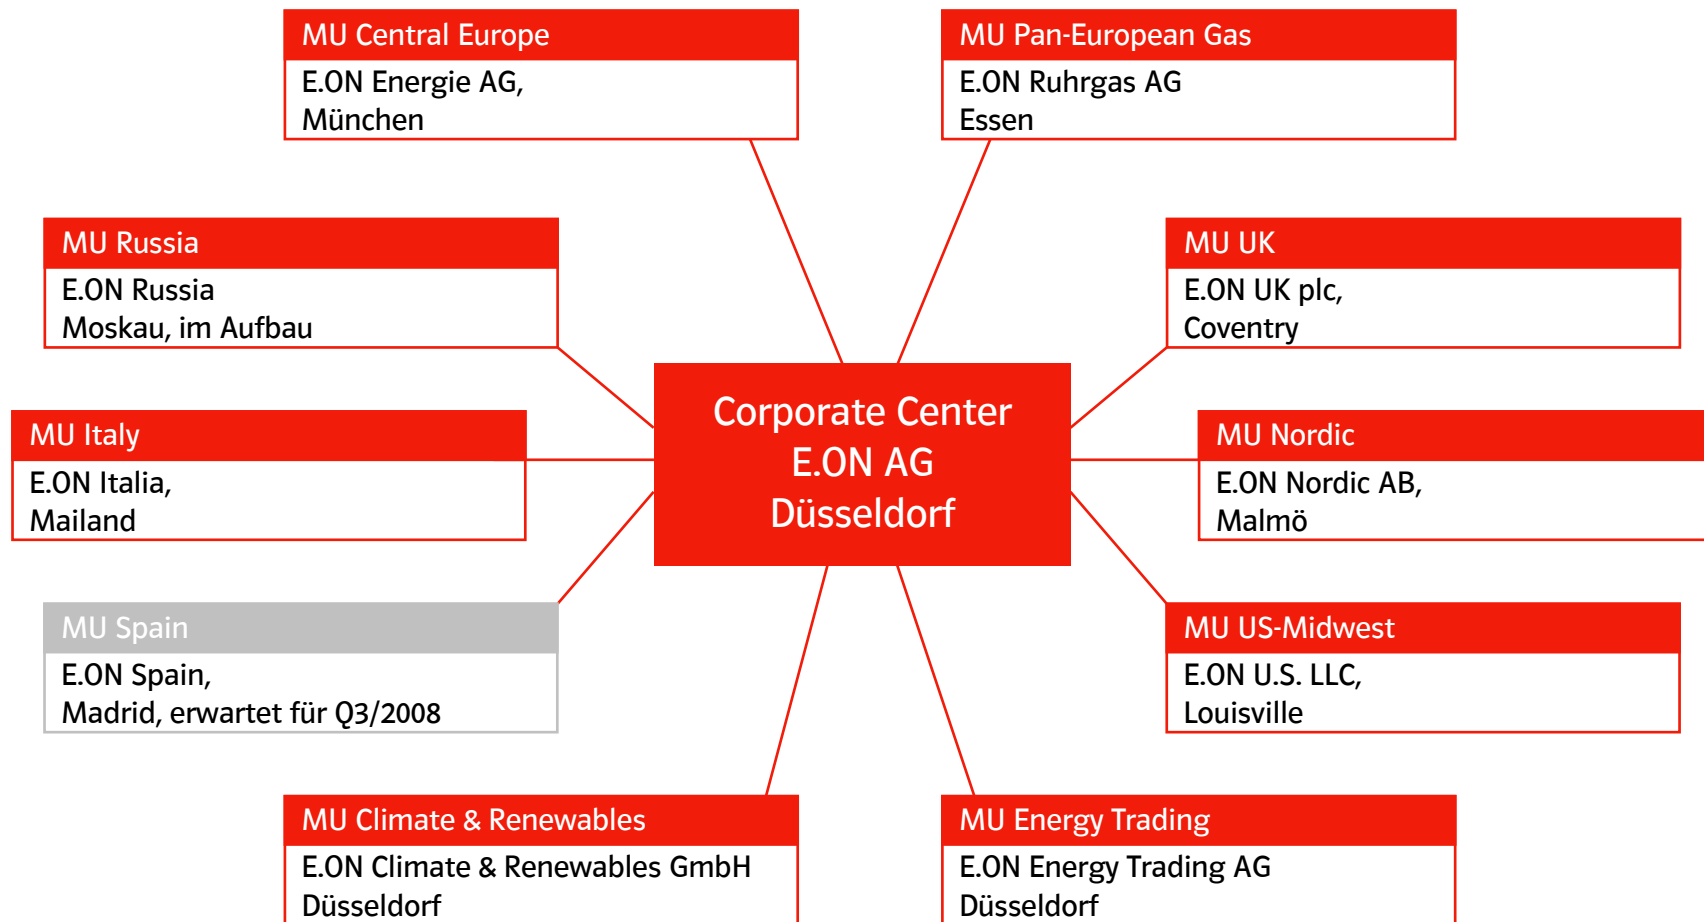 MU Central Europe
E.ON Energie AG,
München
MU Pan-European Gas
E.ON Ruhrgas AG
Essen
MU Russia
E.ON Russia
Moskau, im Aufbau
MU UK
E.ON UK plc,
Coventry
Corporate Center
E.ON AG
Düsseldorf
MU Italy
E.ON Italia,
Mailand
MU Nordic
E.ON Nordic AB,
Malmö
MU Spain
E.ON Spain,
Madrid, erwartet für Q3/2008
MU US-Midwest
E.ON U.S. LLC,
Louisville
MU Climate & Renewables
E.ON Climate & Renewables GmbH
Düsseldorf
MU Energy Trading
E.ON Energy Trading AG
Düsseldorf